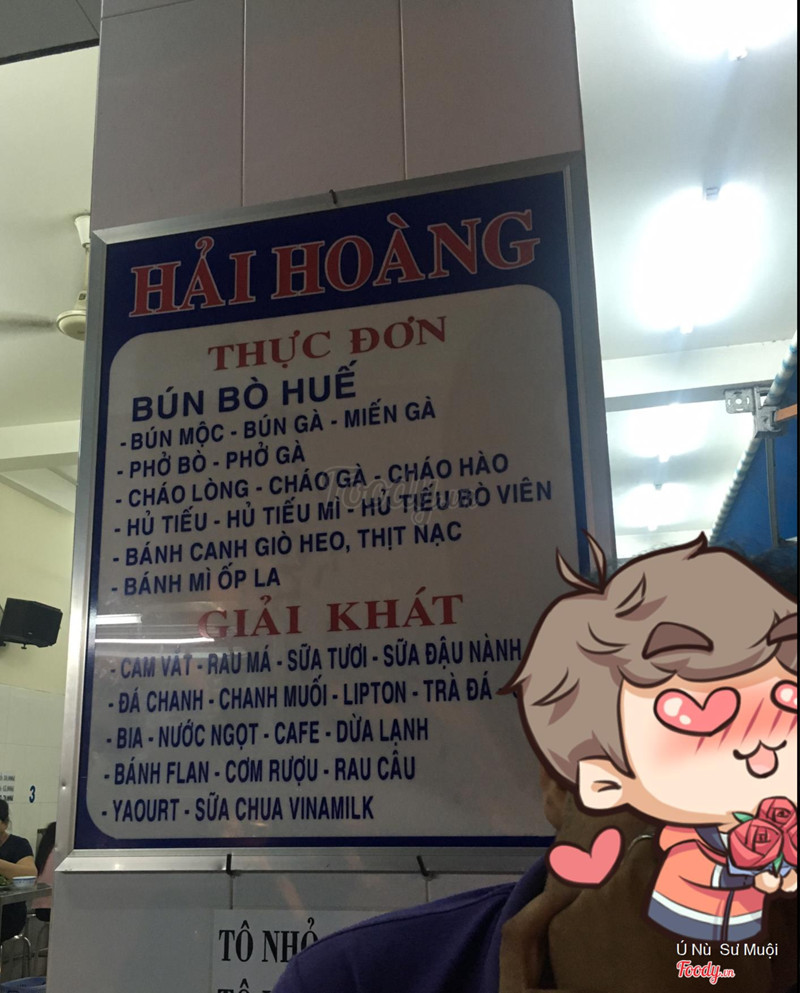 HẢI HOÀNG
THỰC ĐƠN
BÚN BÒ HUẾ
- BÚN MỘC - BÚN GÀ - MIẾN GÀ
- PHỞ BÒ - PHỞ GÀ
- CHÁO LÒNG - CHÁO GÀ - CHÁO HÀO
- HỦ TIẾU - HỦ TIẾU MÌ - HỦ TIẾU BÒ VIÊN
- BÁNH CANH GIÒ HEO, THỊT NẠC
- BÁNH MÌ ỐP LA
GIẢI KHÁT
- CAM VẮT - RAU MÁ - SỮA TƯƠI - SỮA ĐẬU NÀNH
- ĐÁ CHANH - CHANH MUỐI - LIPTON - TRÀ ĐÁ -
- BIA - NƯỚC NGỌT - CAFE - DỪA LẠNH
- BÁNH FLAN - CƠM RƯỢU - RAU CÂU
- YAOURT - SỮA CHUA VINAMILK
3
TÔ NHỎ
TÔ
Foody.vn
Ú Nù Sư Muội
Foody.vn